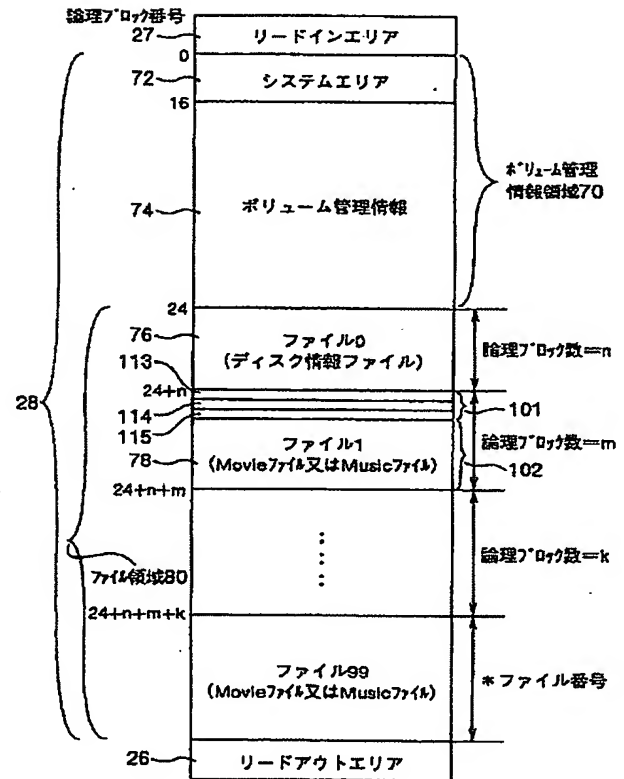 論理ブロック番号
27
リードインエリア
0
72
システムエリア
16
ボリューム管理
情報領域70
74
ボリューム管理情報
24
76
ファイル0
(ディスク情報ファイル)
論理ブロック数=n
113
24+n
114
101
28
115
ファイル1
論理ブロック数=m
78
(Movieファイル又はMusicファイル)
102
24+n+m
論理ブロック数=k
ファイル領域80
24+n+m+k
ファイル99
(Movieファイル又はMusicファイル)
*ファイル番号
26
リードアウトエリア